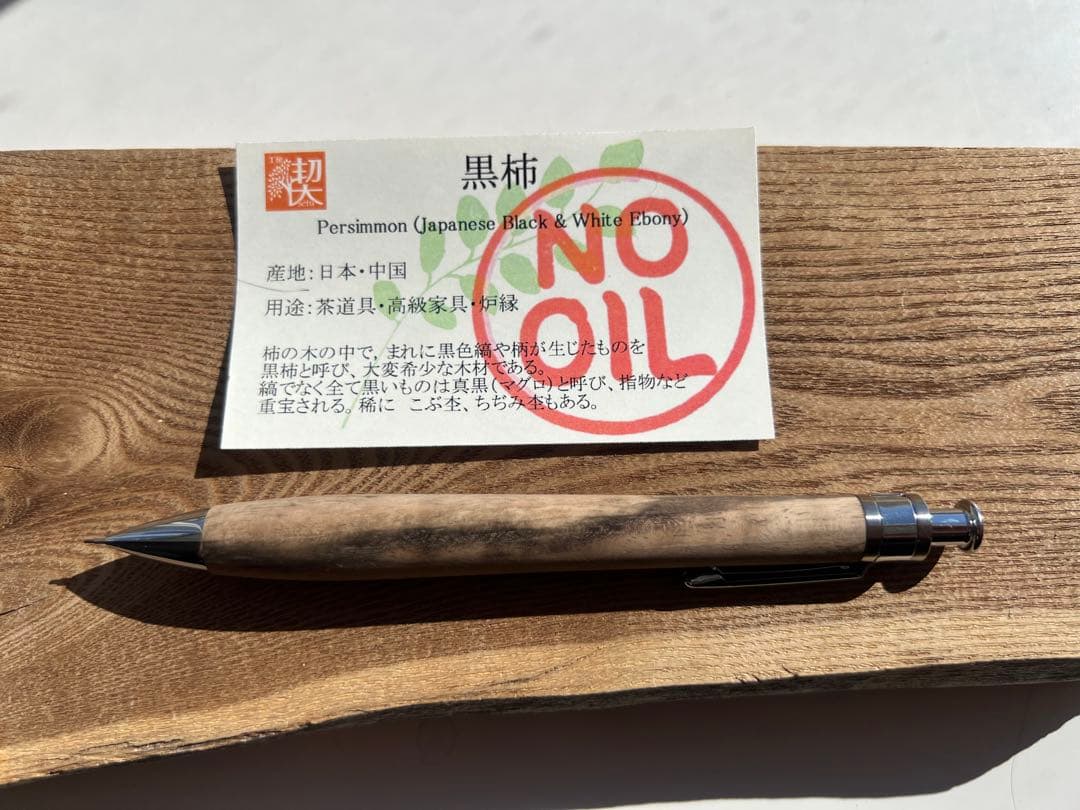 THE
契
大
黒柿
Persimmon (Japanese Black & White Ebony)
NO
OIL
産地：日本・中国
用途：茶道具・高級家具・炉縁
柿の木の中で，まれに黒色縞や柄が生じたものを
黒柿と呼び、大変希少な木材である。
縞でなく全て黒いものは真黒（マグロ）と呼び、指物など
重宝される。稀に　こぶ杢、ちぢみ杢もある。